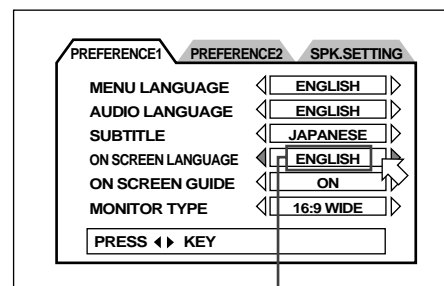 PREFERENCE1 PREFERENCE2 SPK.SETTING
MENU LANGUAGE ENGLISH
AUDIO LANGUAGE ENGLISH
SUBTITLE JAPANESE
ON SCREEN LANGUAGE ENGLISH
ON SCREEN GUIDE ON
MONITOR TYPE 16:9 WIDE
PRESS KEY